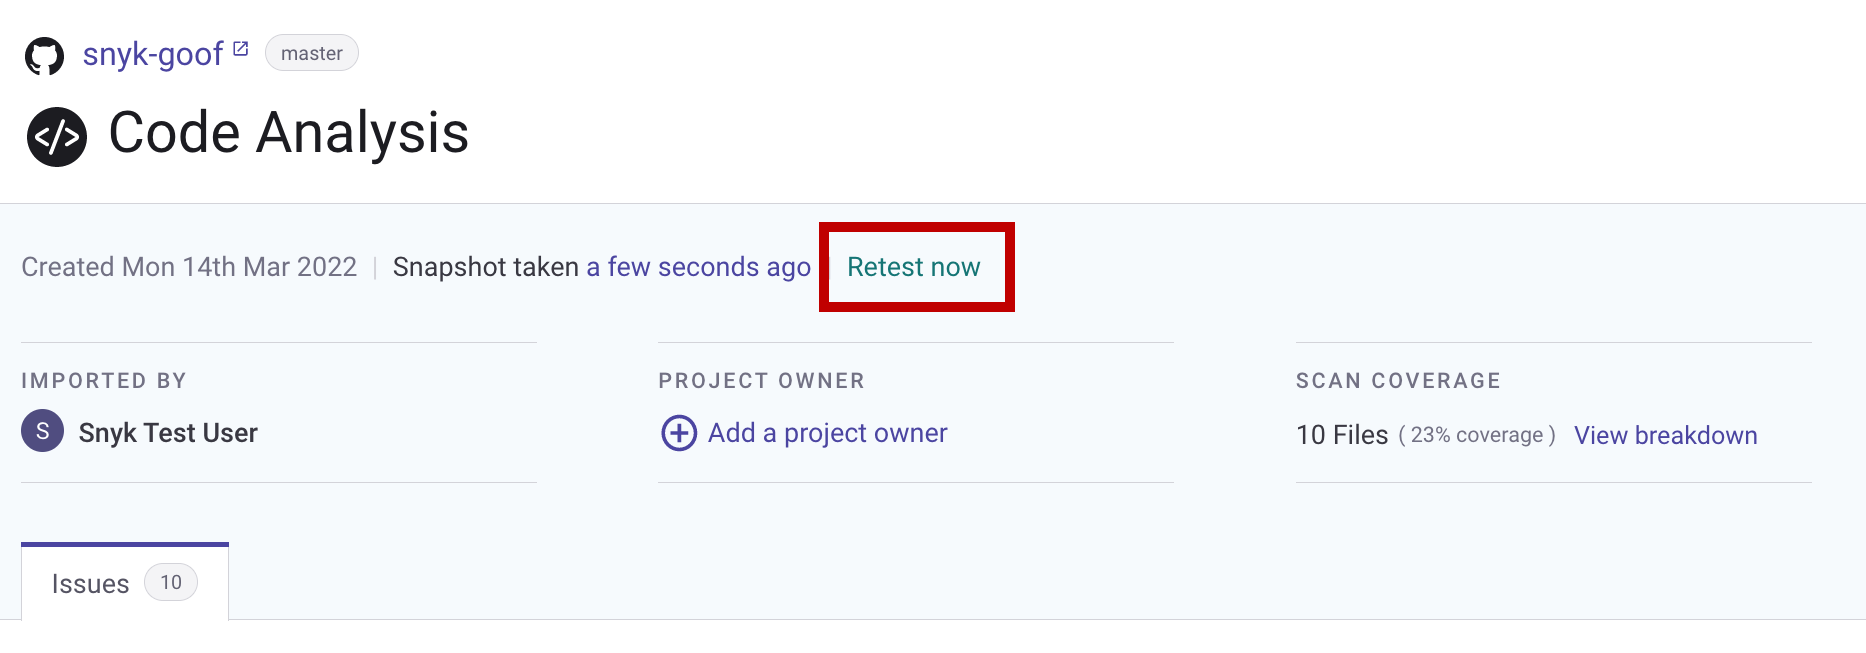 snyk-goof master
</> Code Analysis
Created Mon 14th Mar 2022 | Snapshot taken a few seconds ago Retest now
IMPORTED BY PROJECT OWNER SCAN COVERAGE
S Snyk Test User Add a project owner 10 Files ( 23% coverage ) View breakdown
Issues 10